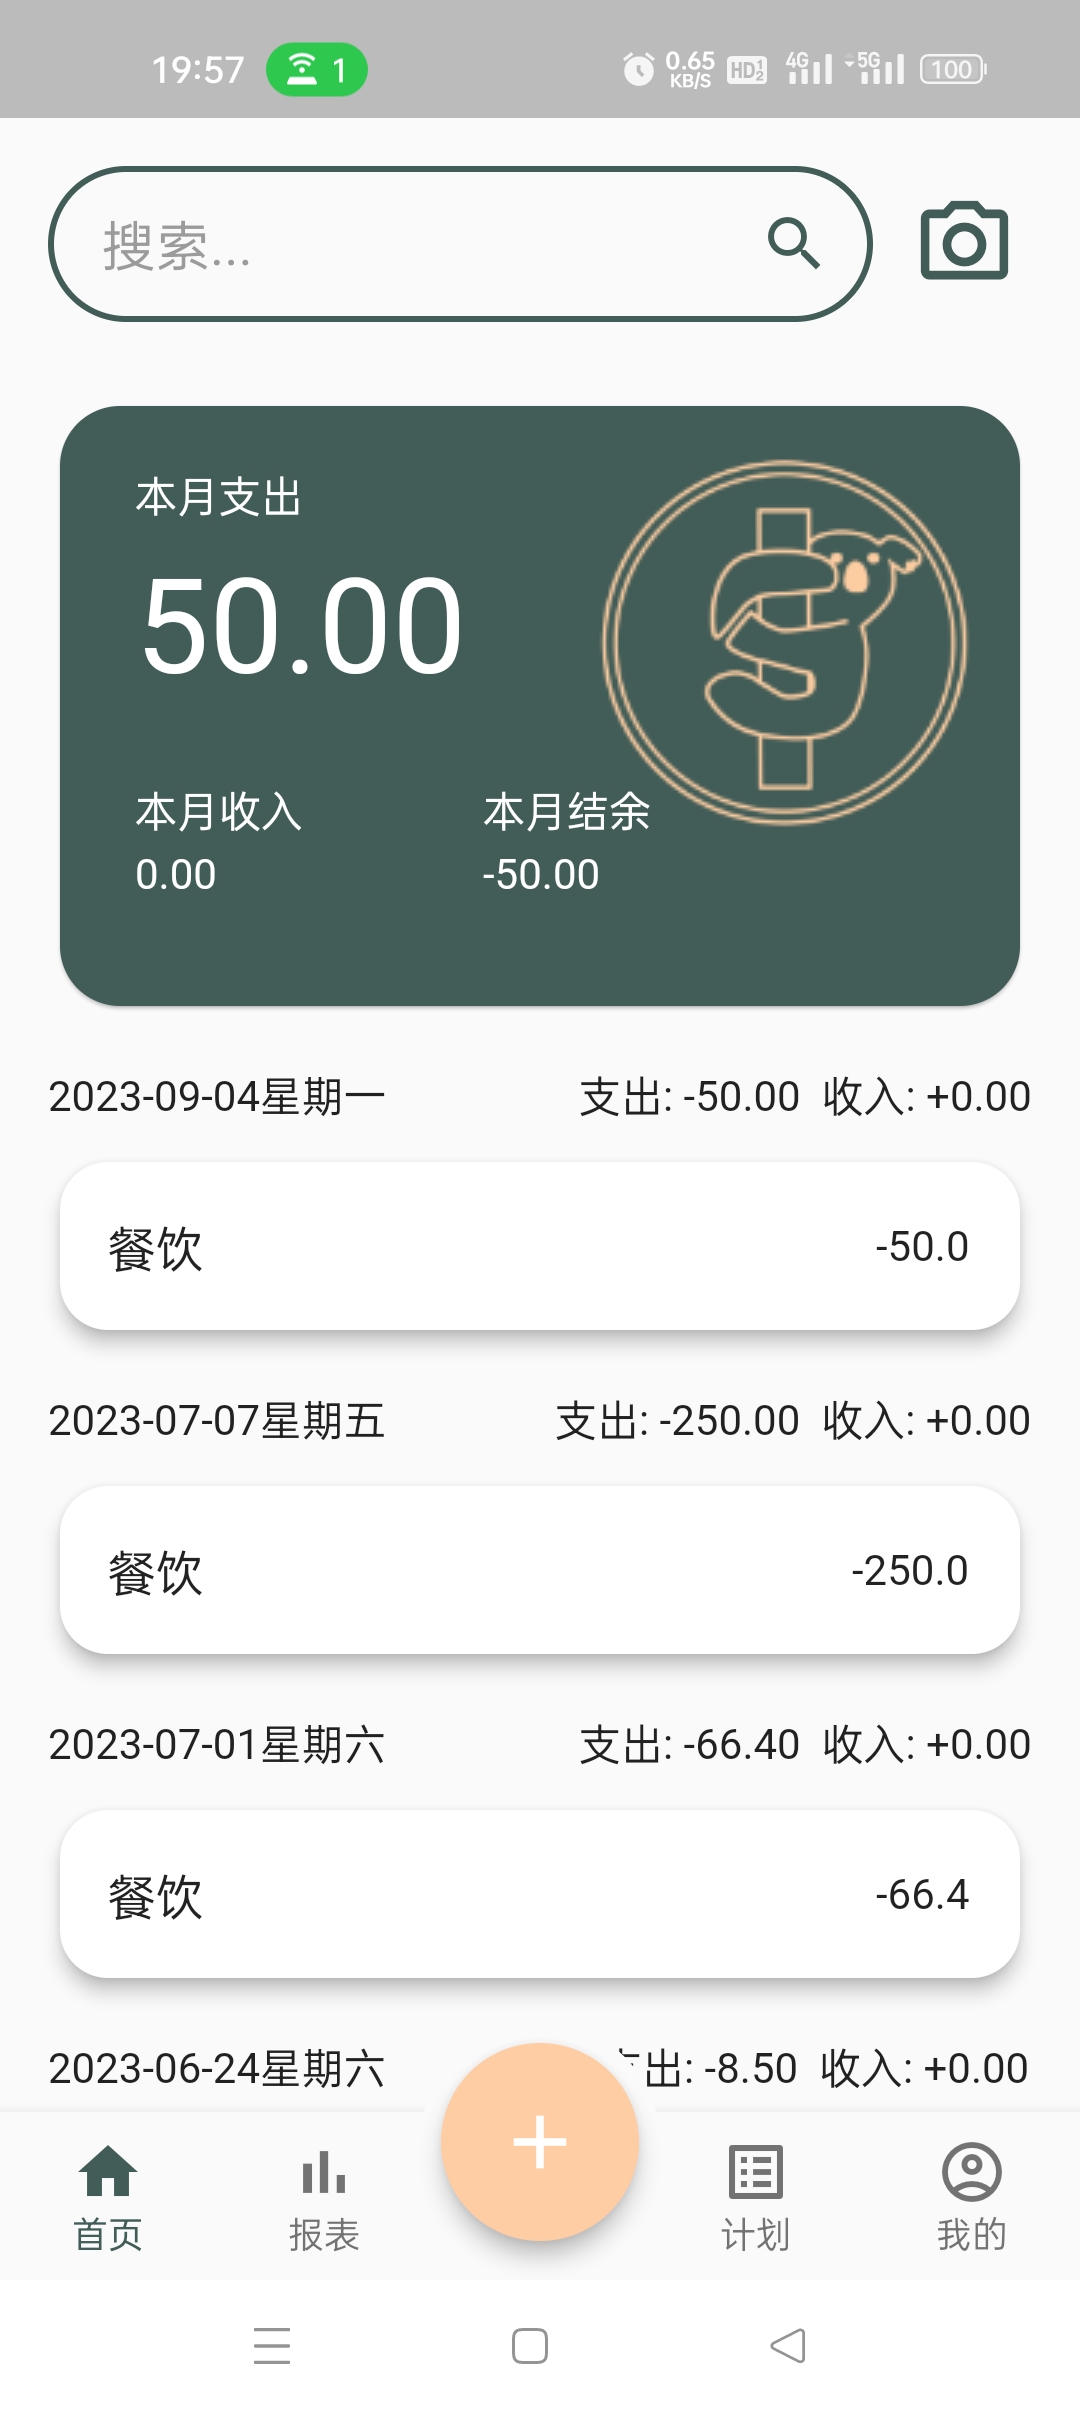 19:57 1 0.65 KB/S HD 1 2 4G 5G 100
搜索...
本月支出
50.00
本月收入 本月结余
0.00 -50.00
2023-09-04星期一 支出: -50.00 收入: +0.00
餐饮 -50.0
2023-07-07星期五 支出: -250.00 收入: +0.00
餐饮 -250.0
2023-07-01星期六 支出: -66.40 收入: +0.00
餐饮 -66.4
2023-06-24星期六 出: -8.50 收入: +0.00
首页 报表 计划 我的